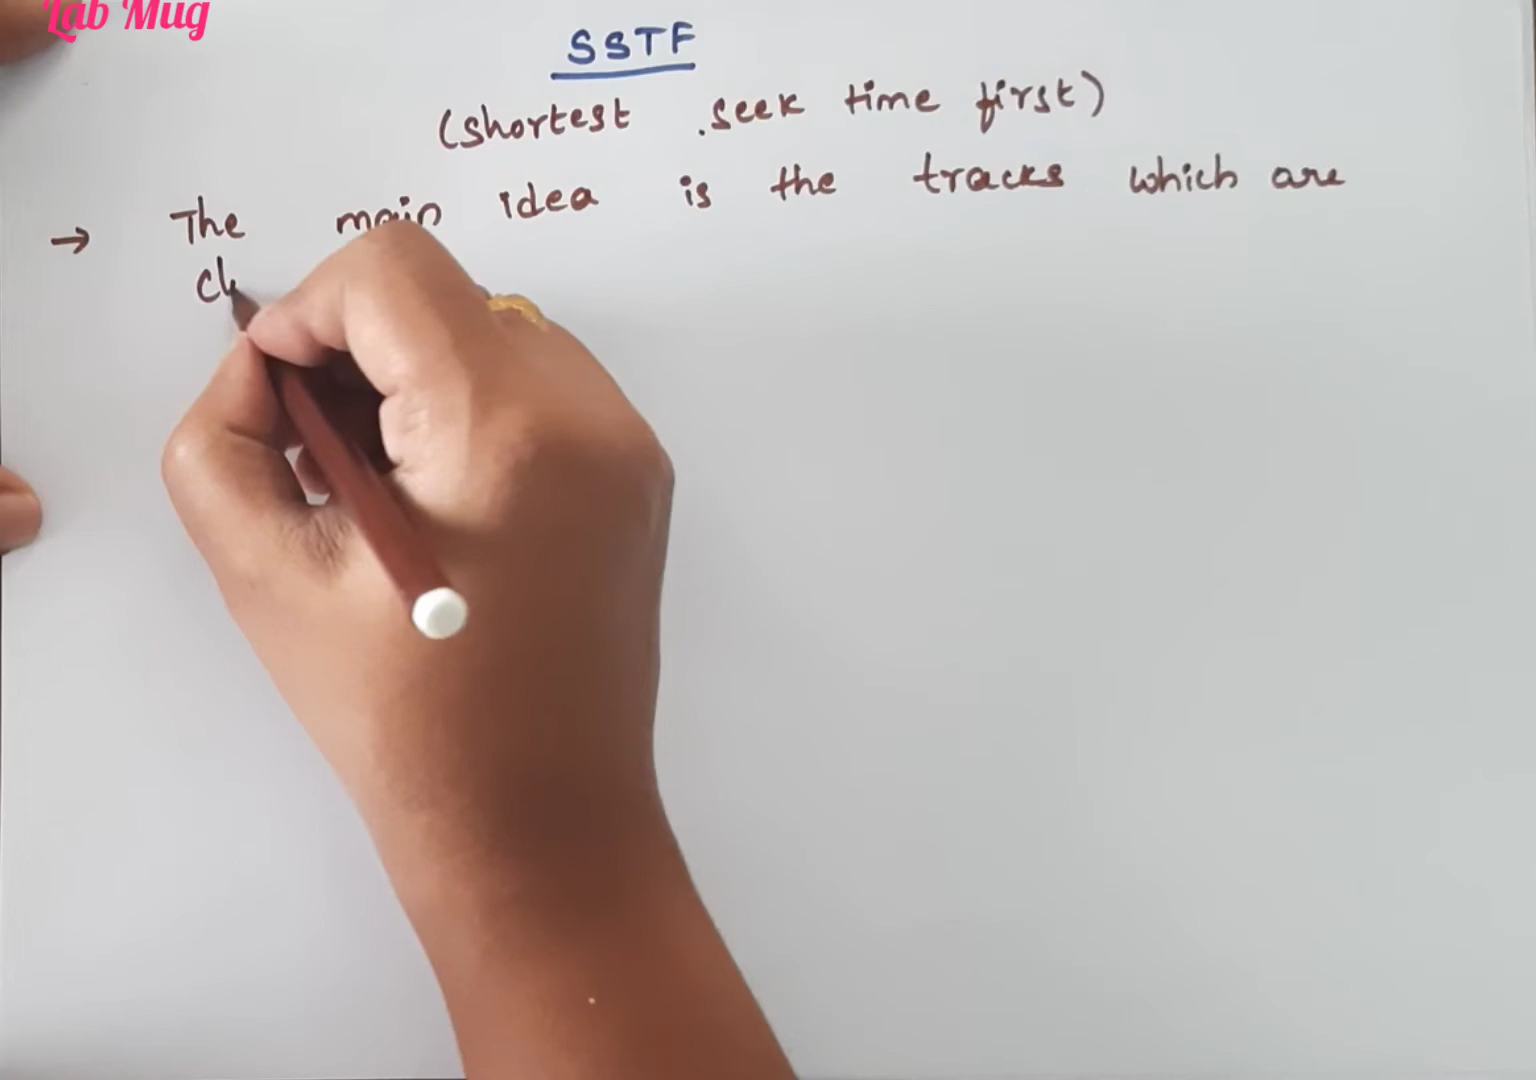 Lab Mug
SSTF
(shortest seek time first)
→ The main idea is the tracks which are